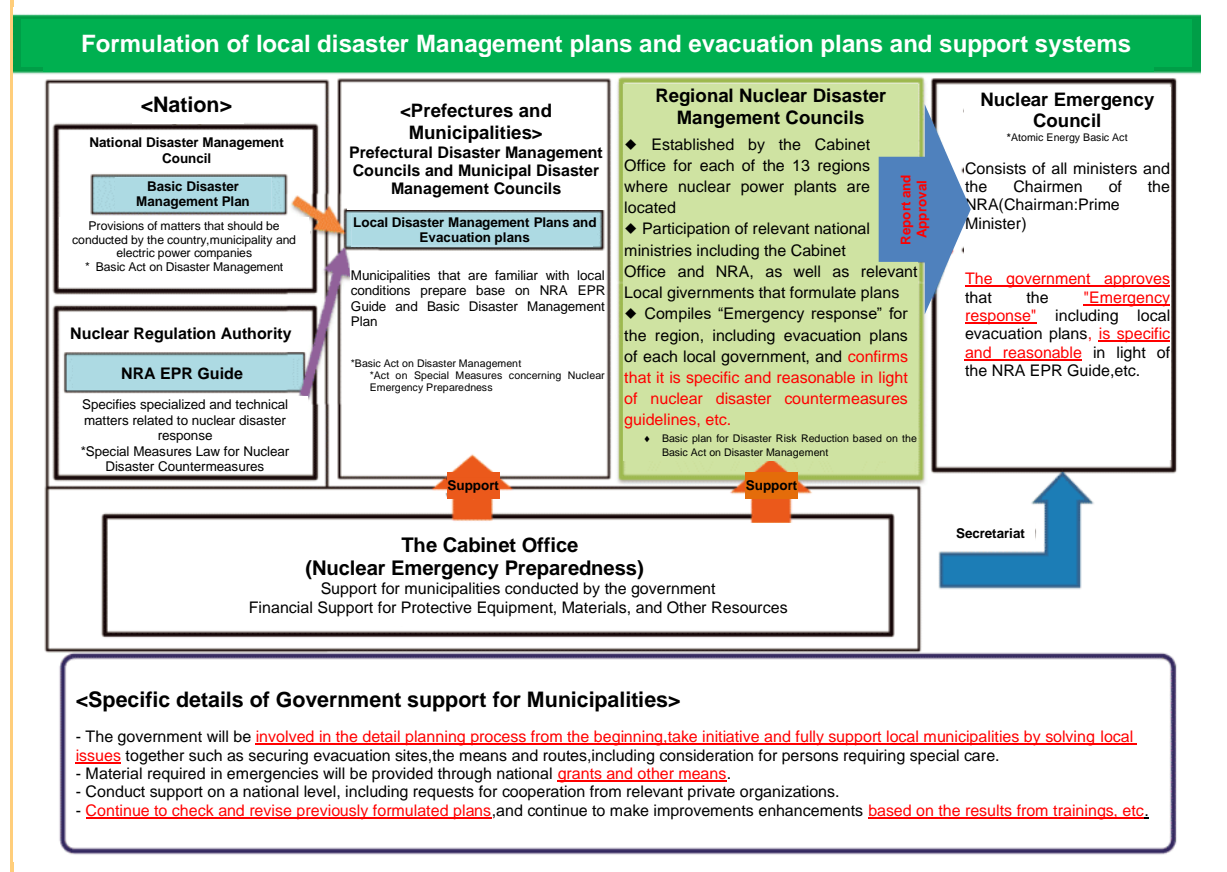 Formulation of local disaster Management plans and evacuation plans and support systems
<Nation>
National Disaster Management
Council
Basic Disaster
Management Plan
Provisions of matters that should be
conducted by the country,municipality and
electric power companies
* Basic Act on Disaster Management
Nuclear Regulation Authority
NRA EPR Guide
Specifies specialized and technical
matters related to nuclear disaster
response
*Special Measures Law for Nuclear
Disaster Countermeasures
<Prefectures and
Municipalities>
Prefectural Disaster Management
Councils and Municipal Disaster
Management Councils
Local Disaster Management Plans and
Evacuation plans
Municipalities that are familiar with local
conditions prepare base on NRA EPR
Guide and Basic Disaster Management
Plan
*Basic Act on Disaster Management
*Act on Special Measures concerning Nuclear
Emergency Preparedness
Support
Regional Nuclear Disaster
Mangement Councils
◆ Established by the Cabinet
Office for each of the 13 regions
where nuclear power plants are
located
◆ Participation of relevant national
ministries including the Cabinet
Office and NRA, as well as relevant
Local givernments that formulate plans
◆ Compiles “Emergency response” for
the region, including evacuation plans
of each local government, and confirms
that it is specific and reasonable in light
of nuclear disaster countermeasures
guidelines, etc.
♦ Basic plan for Disaster Risk Reduction based on the
Basic Act on Disaster Management
Support
Report and
Approval
Nuclear Emergency
Council
*Atomic Energy Basic Act
Consists of all ministers and
the Chairmen of the
NRA(Chairman:Prime
Minister)
The government approves
that the "Emergency
response" including local
evacuation plans, is specific
and reasonable in light of
the NRA EPR Guide,etc.
Secretariat
The Cabinet Office
(Nuclear Emergency Preparedness)
Support for municipalities conducted by the government
Financial Support for Protective Equipment, Materials, and Other Resources
<Specific details of Government support for Municipalities>
- The government will be involved in the detail planning process from the beginning,take initiative and fully support local municipalities by solving local
issues together such as securing evacuation sites,the means and routes,including consideration for persons requiring special care.
- Material required in emergencies will be provided through national grants and other means.
- Conduct support on a national level, including requests for cooperation from relevant private organizations.
- Continue to check and revise previously formulated plans,and continue to make improvements enhancements based on the results from trainings, etc.